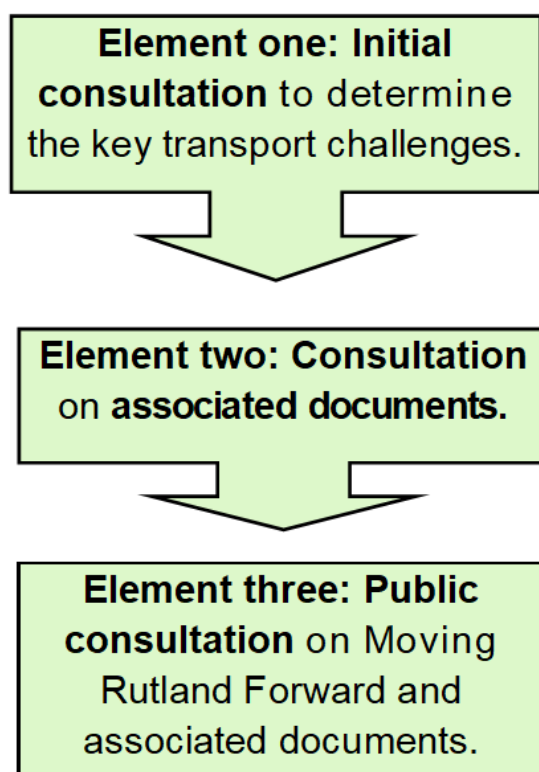 Element one: Initial
consultation to determine
the key transport challenges.
Element two: Consultation
on associated documents.
Element three: Public
consultation on Moving
Rutland Forward and
associated documents.